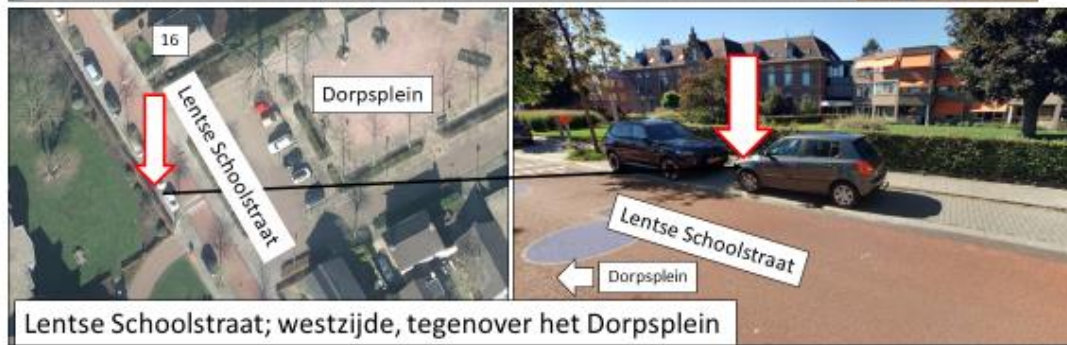 16
Dorpsplein
Lentse Schoolstraat
Lentse Schoolstraat
Dorpsplein
Lentse Schoolstraat; westzijde, tegenover het Dorpsplein